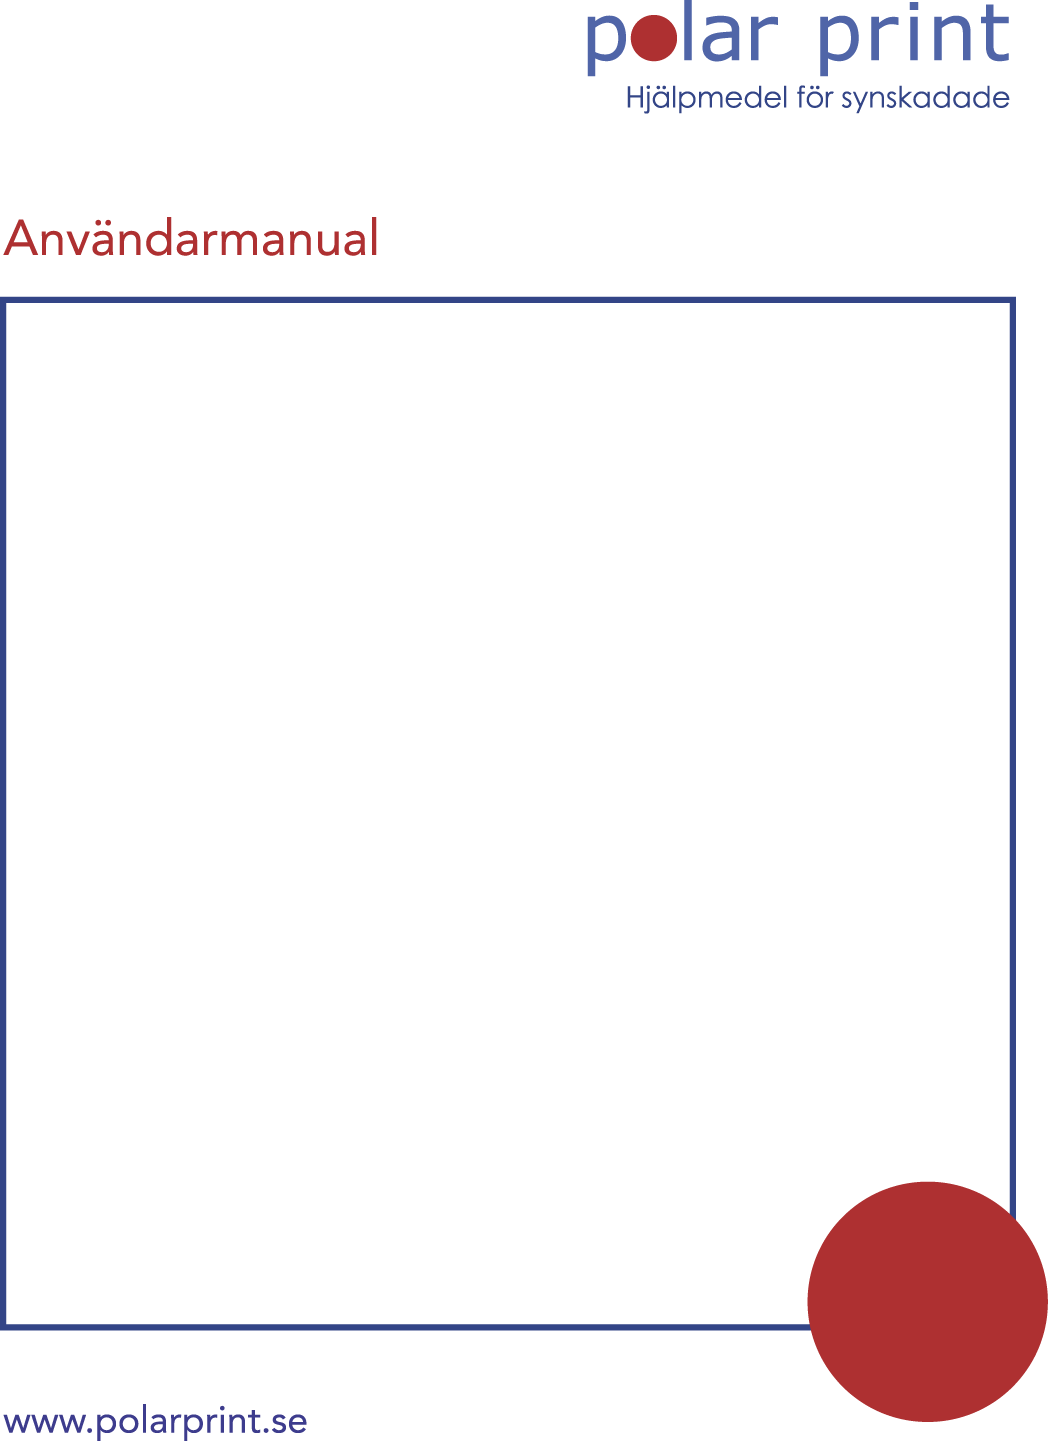 polar print
Hjälpmedel för synskadade
Användarmanual
www.polarprint.se